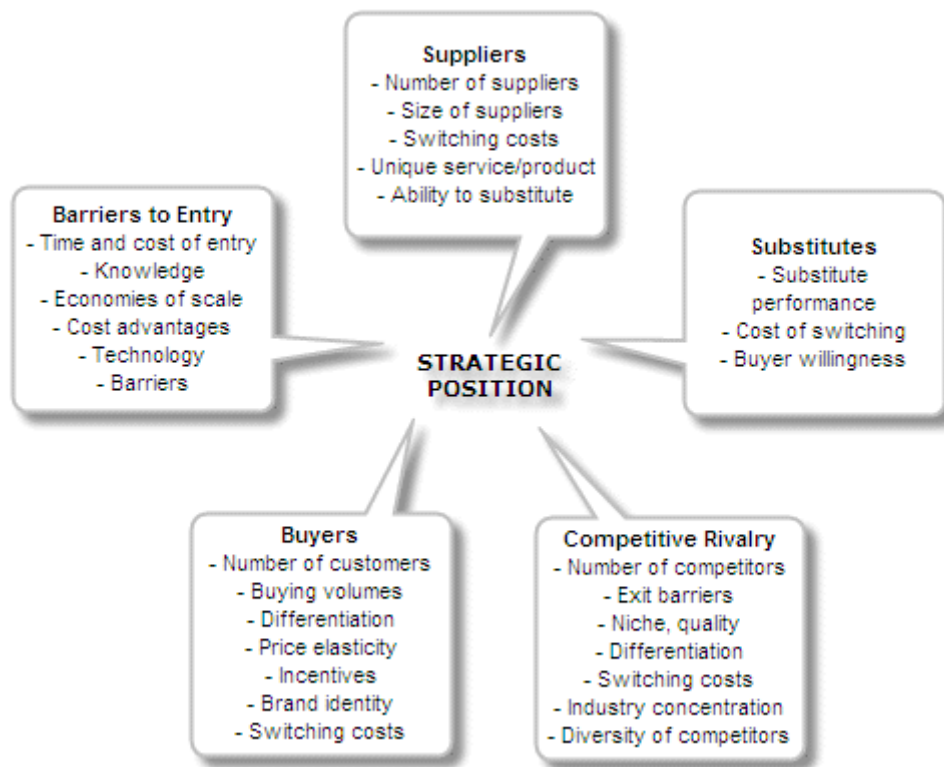 Suppliers
- Number of suppliers
- Size of suppliers
- Switching costs
- Unique service/product
- Ability to substitute
Barriers to Entry
- Time and cost of entry
- Knowledge
- Economies of scale
- Cost advantages
- Technology
- Barriers
Substitutes
- Substitute
performance
- Cost of switching
- Buyer willingness
STRATEGIC
POSITION
Buyers
- Number of customers
- Buying volumes
- Differentiation
- Price elasticity
- Incentives
- Brand identity
- Switching costs
Competitive Rivalry
- Number of competitors
- Exit barriers
- Niche, quality
- Differentiation
- Switching costs
- Industry concentration
- Diversity of competitors